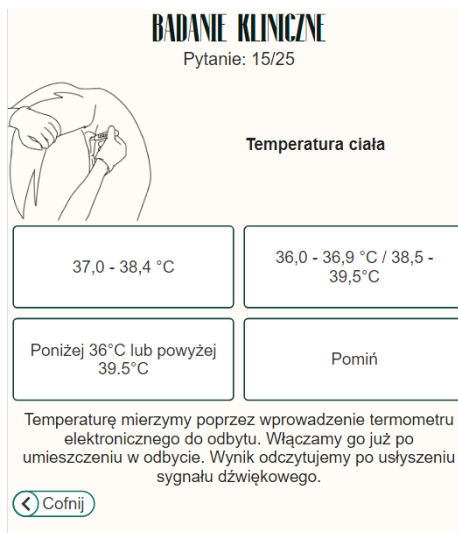 BADANIE KLINICZNE
Pytanie: 15/25
Temperatura ciała
37,0 - 38,4 °C
36,0 - 36,9 °C / 38,5 -
39,5°C
Poniżej 36°C lub powyżej
39.5°C
Pomiń
Temperaturę mierzymy poprzez wprowadzenie termometru
elektronicznego do odbytu. Włączamy go już po
umieszczeniu w odbycie. Wynik odczytujemy po usłyszeniu
sygnału dźwiękowego.
Cofnij